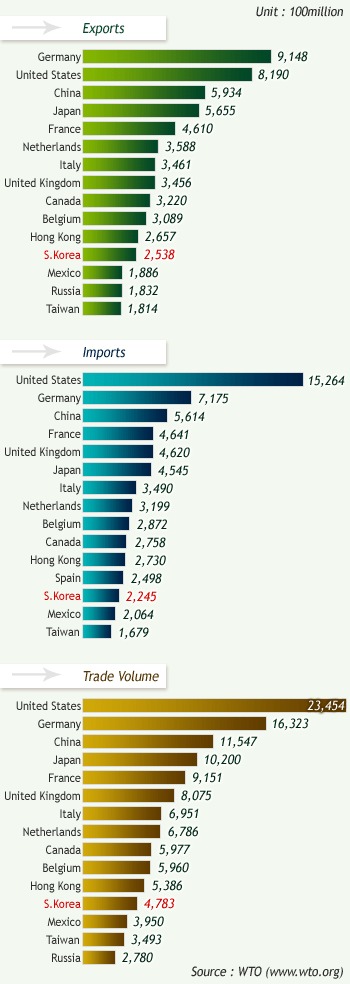 Unit : 100million
Exports
Germany 9,148
United States 8,190
China 5,934
Japan 5,655
France 4,610
Netherlands 3,588
Italy 3,461
United Kingdom 3,456
Canada 3,220
Belgium 3,089
Hong Kong 2,657
S.Korea 2,538
Mexico 1,886
Russia 1,832
Taiwan 1,814
Imports
United States 15,264
Germany 7,175
China 5,614
France 4,641
United Kingdom 4,620
Japan 4,545
Italy 3,490
Netherlands 3,199
Belgium 2,872
Canada 2,758
Hong Kong 2,730
Spain 2,498
S.Korea 2,245
Mexico 2,064
Taiwan 1,679
Trade Volume
United States 23,454
Germany 16,323
China 11,547
Japan 10,200
France 9,151
United Kingdom 8,075
Italy 6,951
Netherlands 6,786
Canada 5,977
Belgium 5,960
Hong Kong 5,386
S.Korea 4,783
Mexico 3,950
Taiwan 3,493
Russia 2,780
Source : WTO (www.wto.org)